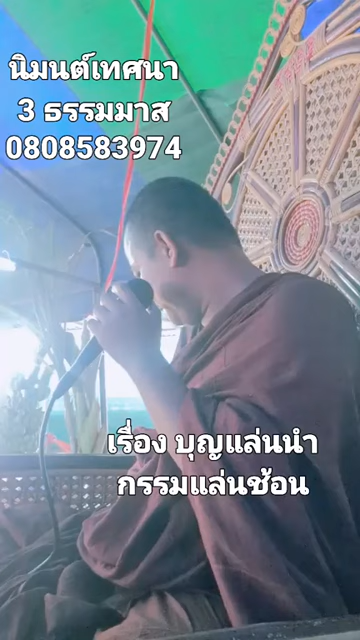 นิมนต์เทศนา
3 ธรรมมาส
0808583974
เรื่อง บุญแล่นนำ
กรรมแล่นซ้อน